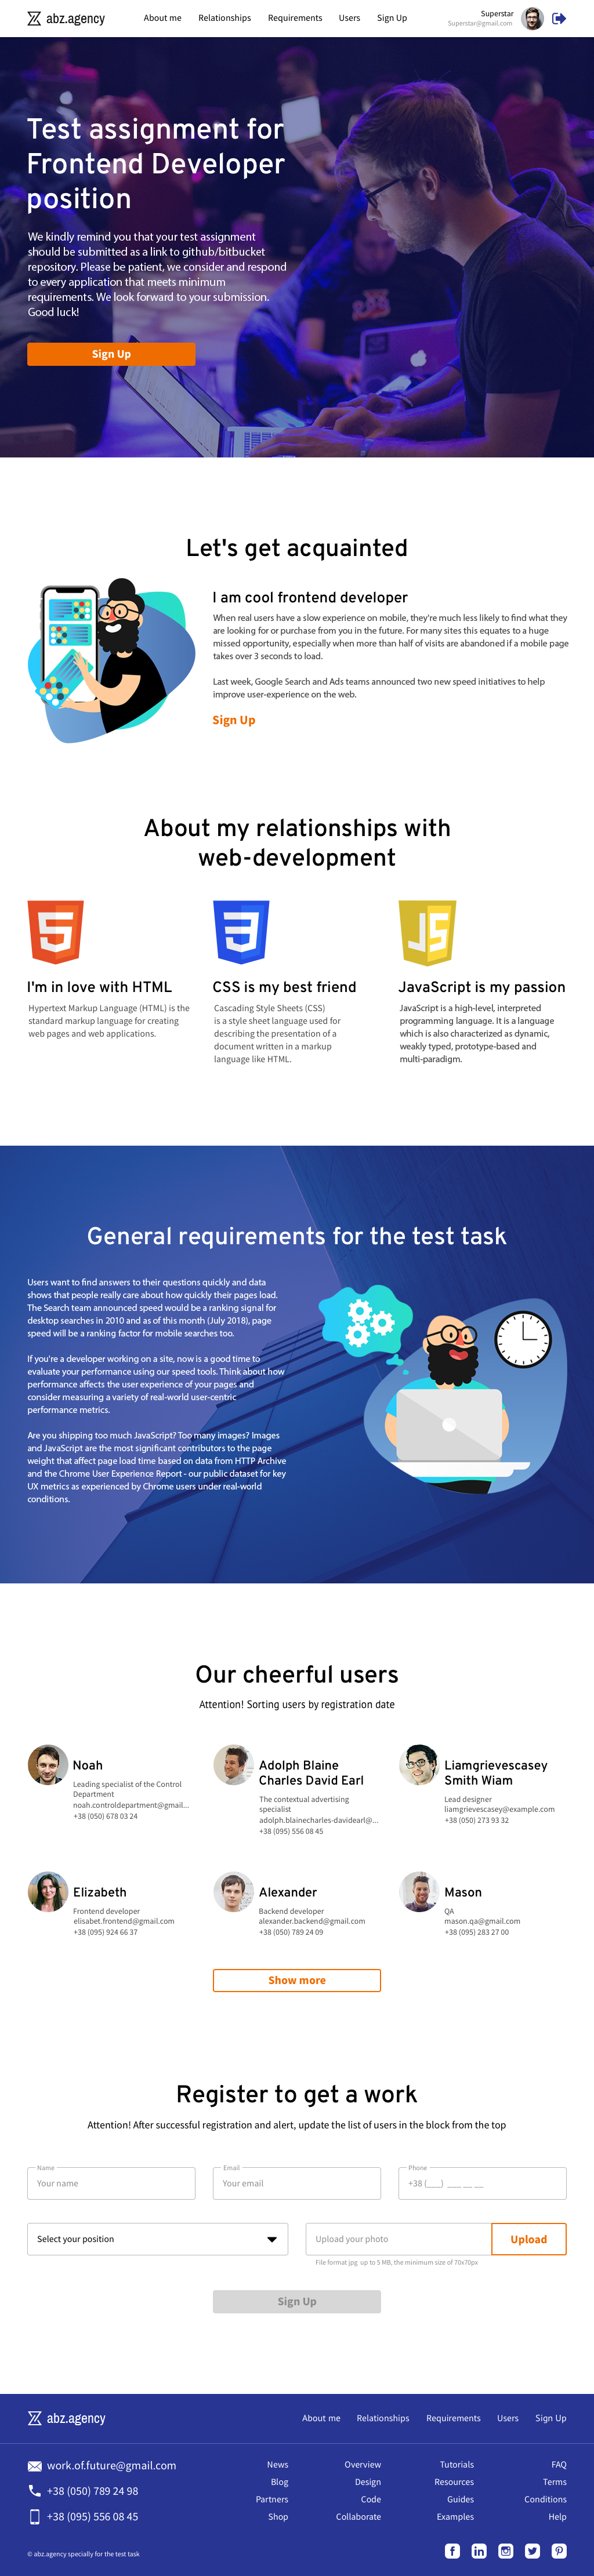 abz.agency
About me Relationships Requirements Users Sign Up
Superstar
Superstar@gmail.com
Test assignment for
Frontend Developer
position
We kindly remind you that your test assignment
should be submitted as a link to github/bitbucket
repository. Please be patient, we consider and respond
to every application that meets minimum
requirements. We look forward to your submission.
Good luck!
Sign Up
Let's get acquainted
I am cool frontend developer
When real users have a slow experience on mobile, they're much less likely to find what they
are looking for or purchase from you in the future. For many sites this equates to a huge
missed opportunity, especially when more than half of visits are abandoned if a mobile page
takes over 3 seconds to load.
Last week, Google Search and Ads teams announced two new speed initiatives to help
improve user-experience on the web.
Sign Up
About my relationships with
web-development
5
3
JS
I'm in love with HTML
Hypertext Markup Language (HTML) is the
standard markup language for creating
web pages and web applications.
CSS is my best friend
Cascading Style Sheets (CSS)
is a style sheet language used for
describing the presentation of a
document written in a markup
language like HTML.
JavaScript is my passion
JavaScript is a high-level, interpreted
programming language. It is a language
which is also characterized as dynamic,
weakly typed, prototype-based and
multi-paradigm.
General requirements for the test task
Users want to find answers to their questions quickly and data
shows that people really care about how quickly their pages load.
The Search team announced speed would be a ranking signal for
desktop searches in 2010 and as of this month (July 2018), page
speed will be a ranking factor for mobile searches too.
If you're a developer working on a site, now is a good time to
evaluate your performance using our speed tools. Think about how
performance affects the user experience of your pages and
consider measuring a variety of real-world user-centric
performance metrics.
Are you shipping too much JavaScript? Too many images? Images
and JavaScript are the most significant contributors to the page
weight that affect page load time based on data from HTTP Archive
and the Chrome User Experience Report - our public dataset for key
UX metrics as experienced by Chrome users under real-world
conditions.
Our cheerful users
Attention! Sorting users by registration date
Noah
Leading specialist of the Control
Department
noah.controldepartment@gmail...
+38 (050) 678 03 24
Adolph Blaine
Charles David Earl
The contextual advertising
specialist
adolph.blainecharles-davidearl@...
+38 (095) 556 08 45
Liamgrievescasey
Smith Wiam
Lead designer
liamgrievescasey@example.com
+38 (050) 273 93 32
Elizabeth
Frontend developer
elisabet.frontend@gmail.com
+38 (095) 924 66 37
Alexander
Backend developer
alexander.backend@gmail.com
+38 (050) 789 24 09
Mason
QA
mason.qa@gmail.com
+38 (095) 283 27 00
Show more
Register to get a work
Attention! After successful registration and alert, update the list of users in the block from the top
Name
Your name
Email
Your email
Phone
+38 (___) ___ __ __
Select your position
Upload your photo
Upload
File format jpg up to 5 MB, the minimum size of 70x70px
Sign Up
abz.agency
About me Relationships Requirements Users Sign Up
work.of.future@gmail.com
+38 (050) 789 24 98
+38 (095) 556 08 45
News
Blog
Partners
Shop
Overview
Design
Code
Collaborate
Tutorials
Resources
Guides
Examples
FAQ
Terms
Conditions
Help
© abz.agency specially for the test task